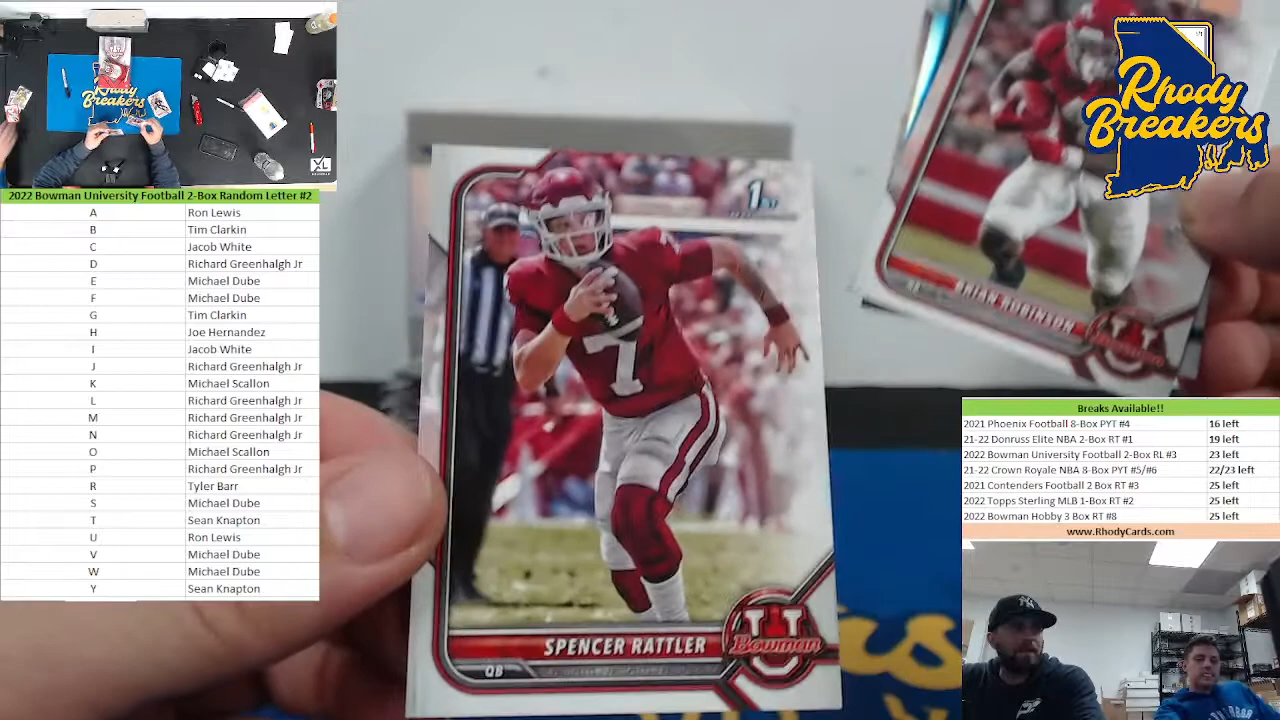 2022 Bowman University Football 2-Box Random Letter #2
A Ron Lewis
B Tim Clarkin
C Jacob White
D Richard Greenhalgh Jr
E Michael Dube
F Michael Dube
G Tim Clarkin
H Joe Hernandez
I Jacob White
J Richard Greenhalgh Jr
K Michael Scallon
L Richard Greenhalgh Jr
M Richard Greenhalgh Jr
N Richard Greenhalgh Jr
O Michael Scallon
P Richard Greenhalgh Jr
R Tyler Barr
S Michael Dube
T Sean Knapton
U Ron Lewis
V Michael Dube
W Michael Dube
Y Sean Knapton
Rhody
Breakers
XL
1st
7
SPENCER RATTLER
QB
U
Bowman
BRIAN ROBINSON
U
Rhody
Breakers
Breaks Available!!
2021 Phoenix Football 8-Box PYT #4 16 left
21-22 Donruss Elite NBA 2-Box RT #1 19 left
2022 Bowman University Football 2-Box RL #3 23 left
21-22 Crown Royale NBA 8-Box PYT #5/#6 22/23 left
2021 Contenders Football 2 Box RT #3 25 left
2022 Topps Sterling MLB 1-Box RT #2 25 left
2022 Bowman Hobby 3 Box RT #8 25 left
www.RhodyCards.com